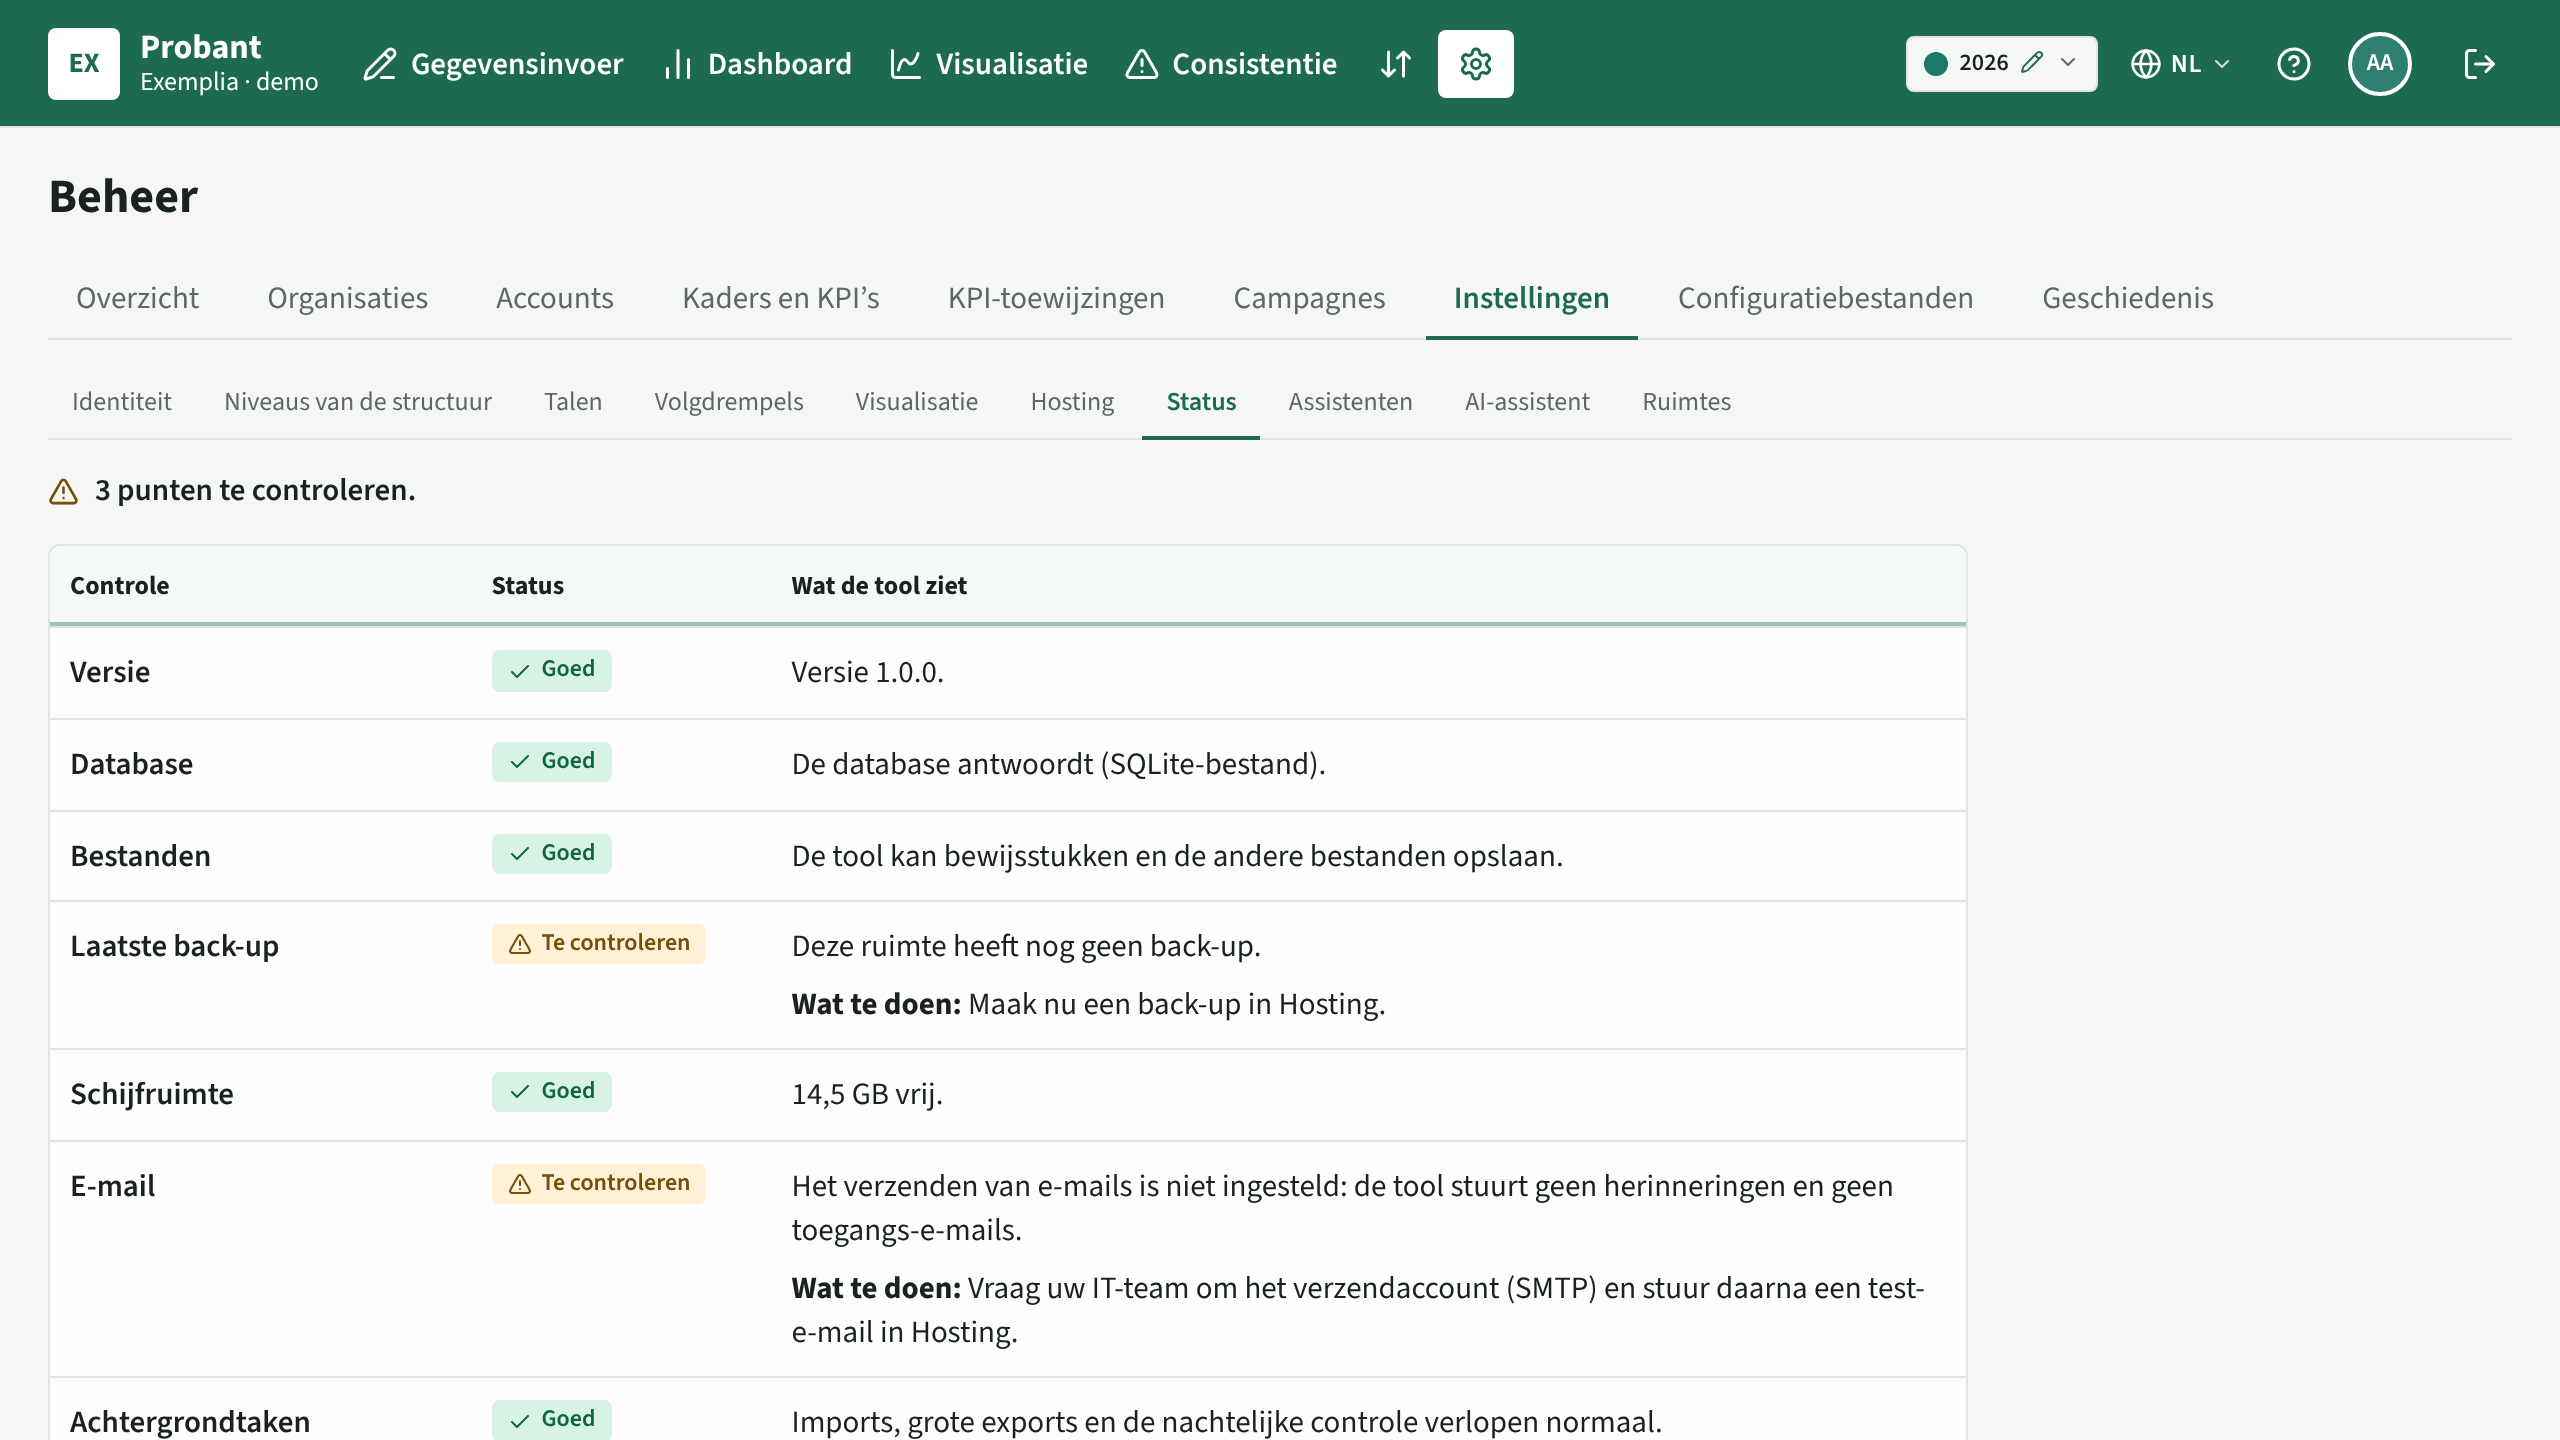 EX
Probant
Exemplia · demo
Gegevensinvoer
Dashboard
Visualisatie
Consistentie
2026
NL
AA
Beheer
Overzicht
Organisaties
Accounts
Kaders en KPI’s
KPI-toewijzingen
Campagnes
Instellingen
Configuratiebestanden
Geschiedenis
Identiteit
Niveaus van de structuur
Talen
Volgdrempels
Visualisatie
Hosting
Status
Assistenten
AI-assistent
Ruimtes
3 punten te controleren.
Controle
Status
Wat de tool ziet
Versie
Goed
Versie 1.0.0.
Database
Goed
De database antwoordt (SQLite-bestand).
Bestanden
Goed
De tool kan bewijsstukken en de andere bestanden opslaan.
Laatste back-up
Te controleren
Deze ruimte heeft nog geen back-up.
Wat te doen: Maak nu een back-up in Hosting.
Schijfruimte
Goed
14,5 GB vrij.
E-mail
Te controleren
Het verzenden van e-mails is niet ingesteld: de tool stuurt geen herinneringen en geen
toegangs-e-mails.
Wat te doen: Vraag uw IT-team om het verzendaccount (SMTP) en stuur daarna een test-
e-mail in Hosting.
Achtergrondtaken
Goed
Imports, grote exports en de nachtelijke controle verlopen normaal.